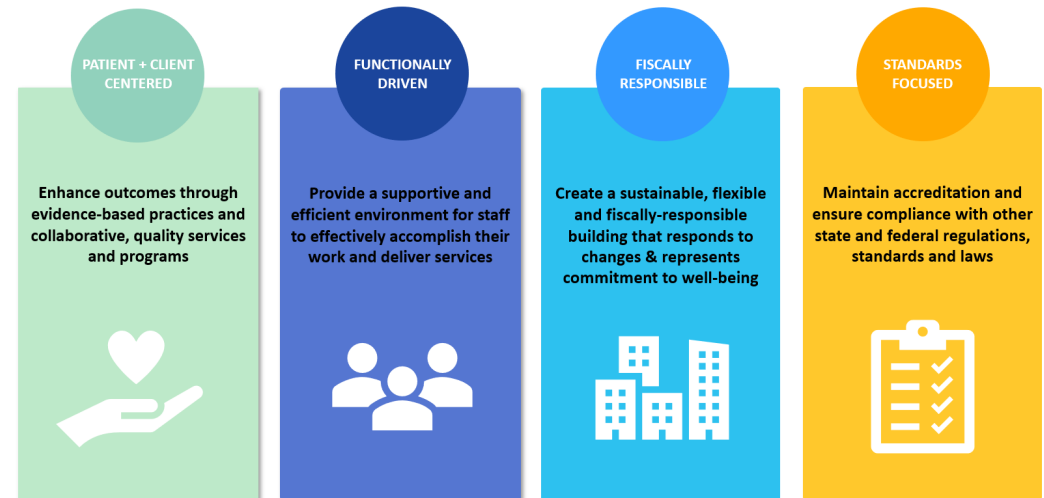 PATIENT + CLIENT
CENTERED
Enhance outcomes through
evidence-based practices and
collaborative, quality services
and programs
FUNCTIONALLY
DRIVEN
Provide a supportive and
efficient environment for staff
to effectively accomplish their
work and deliver services
FISCALLY
RESPONSIBLE
Create a sustainable, flexible
and fiscally-responsible
building that responds to
changes & represents
commitment to well-being
STANDARDS
FOCUSED
Maintain accreditation and
ensure compliance with other
state and federal regulations,
standards and laws